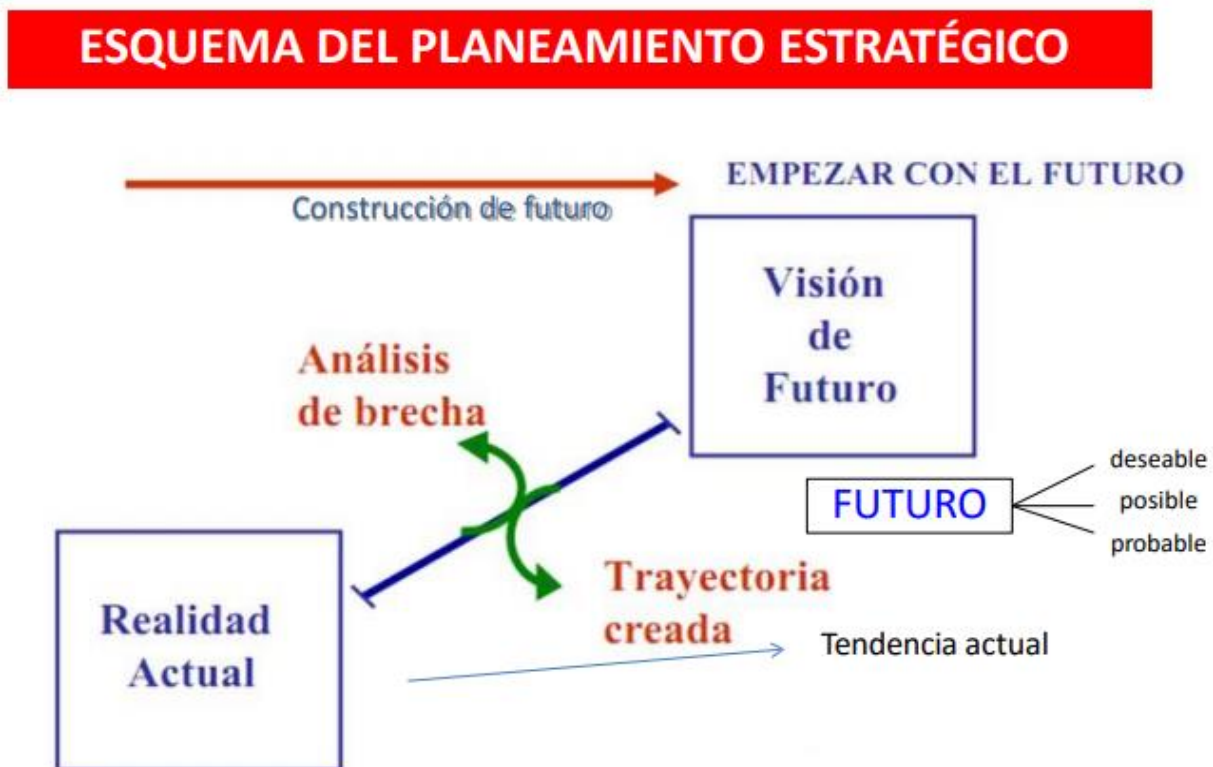 ESQUEMA DEL PLANEAMIENTO ESTRATÉGICO
EMPEZAR CON EL FUTURO
Construcción de futuro
Visión
de
Futuro
Análisis
de brecha
FUTURO
deseable
posible
probable
Trayectoria
creada
Realidad
Actual
Tendencia actual